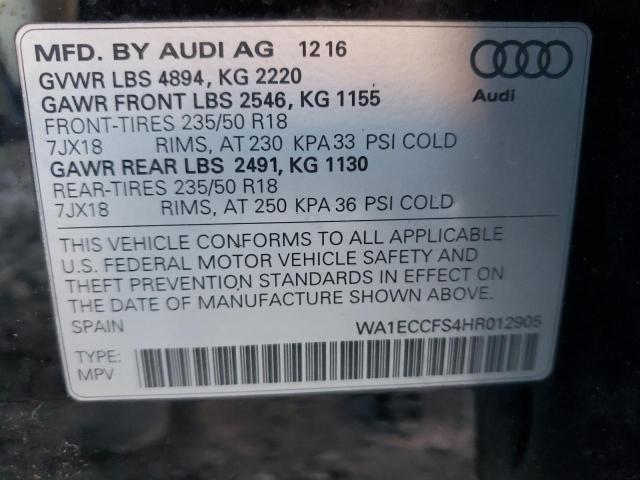 MFD. BY AUDI AG 12 16
GVWR LBS 4894, KG 2220
GAWR FRONT LBS 2546, KG 1155
FRONT-TIRES 235/50 R18
7JX18 RIMS, AT 230 KPA 33 PSI COLD
GAWR REAR LBS 2491, KG 1130
REAR-TIRES 235/50 R18
7JX18 RIMS, AT 250 KPA 36 PSI COLD
Audi
THIS VEHICLE CONFORMS TO ALL APPLICABLE
U.S. FEDERAL MOTOR VEHICLE SAFETY AND
THEFT PREVENTION STANDARDS IN EFFECT ON
THE DATE OF MANUFACTURE SHOWN ABOVE.
SPAIN WA1ECCFS4HR012905
TYPE:
MPV